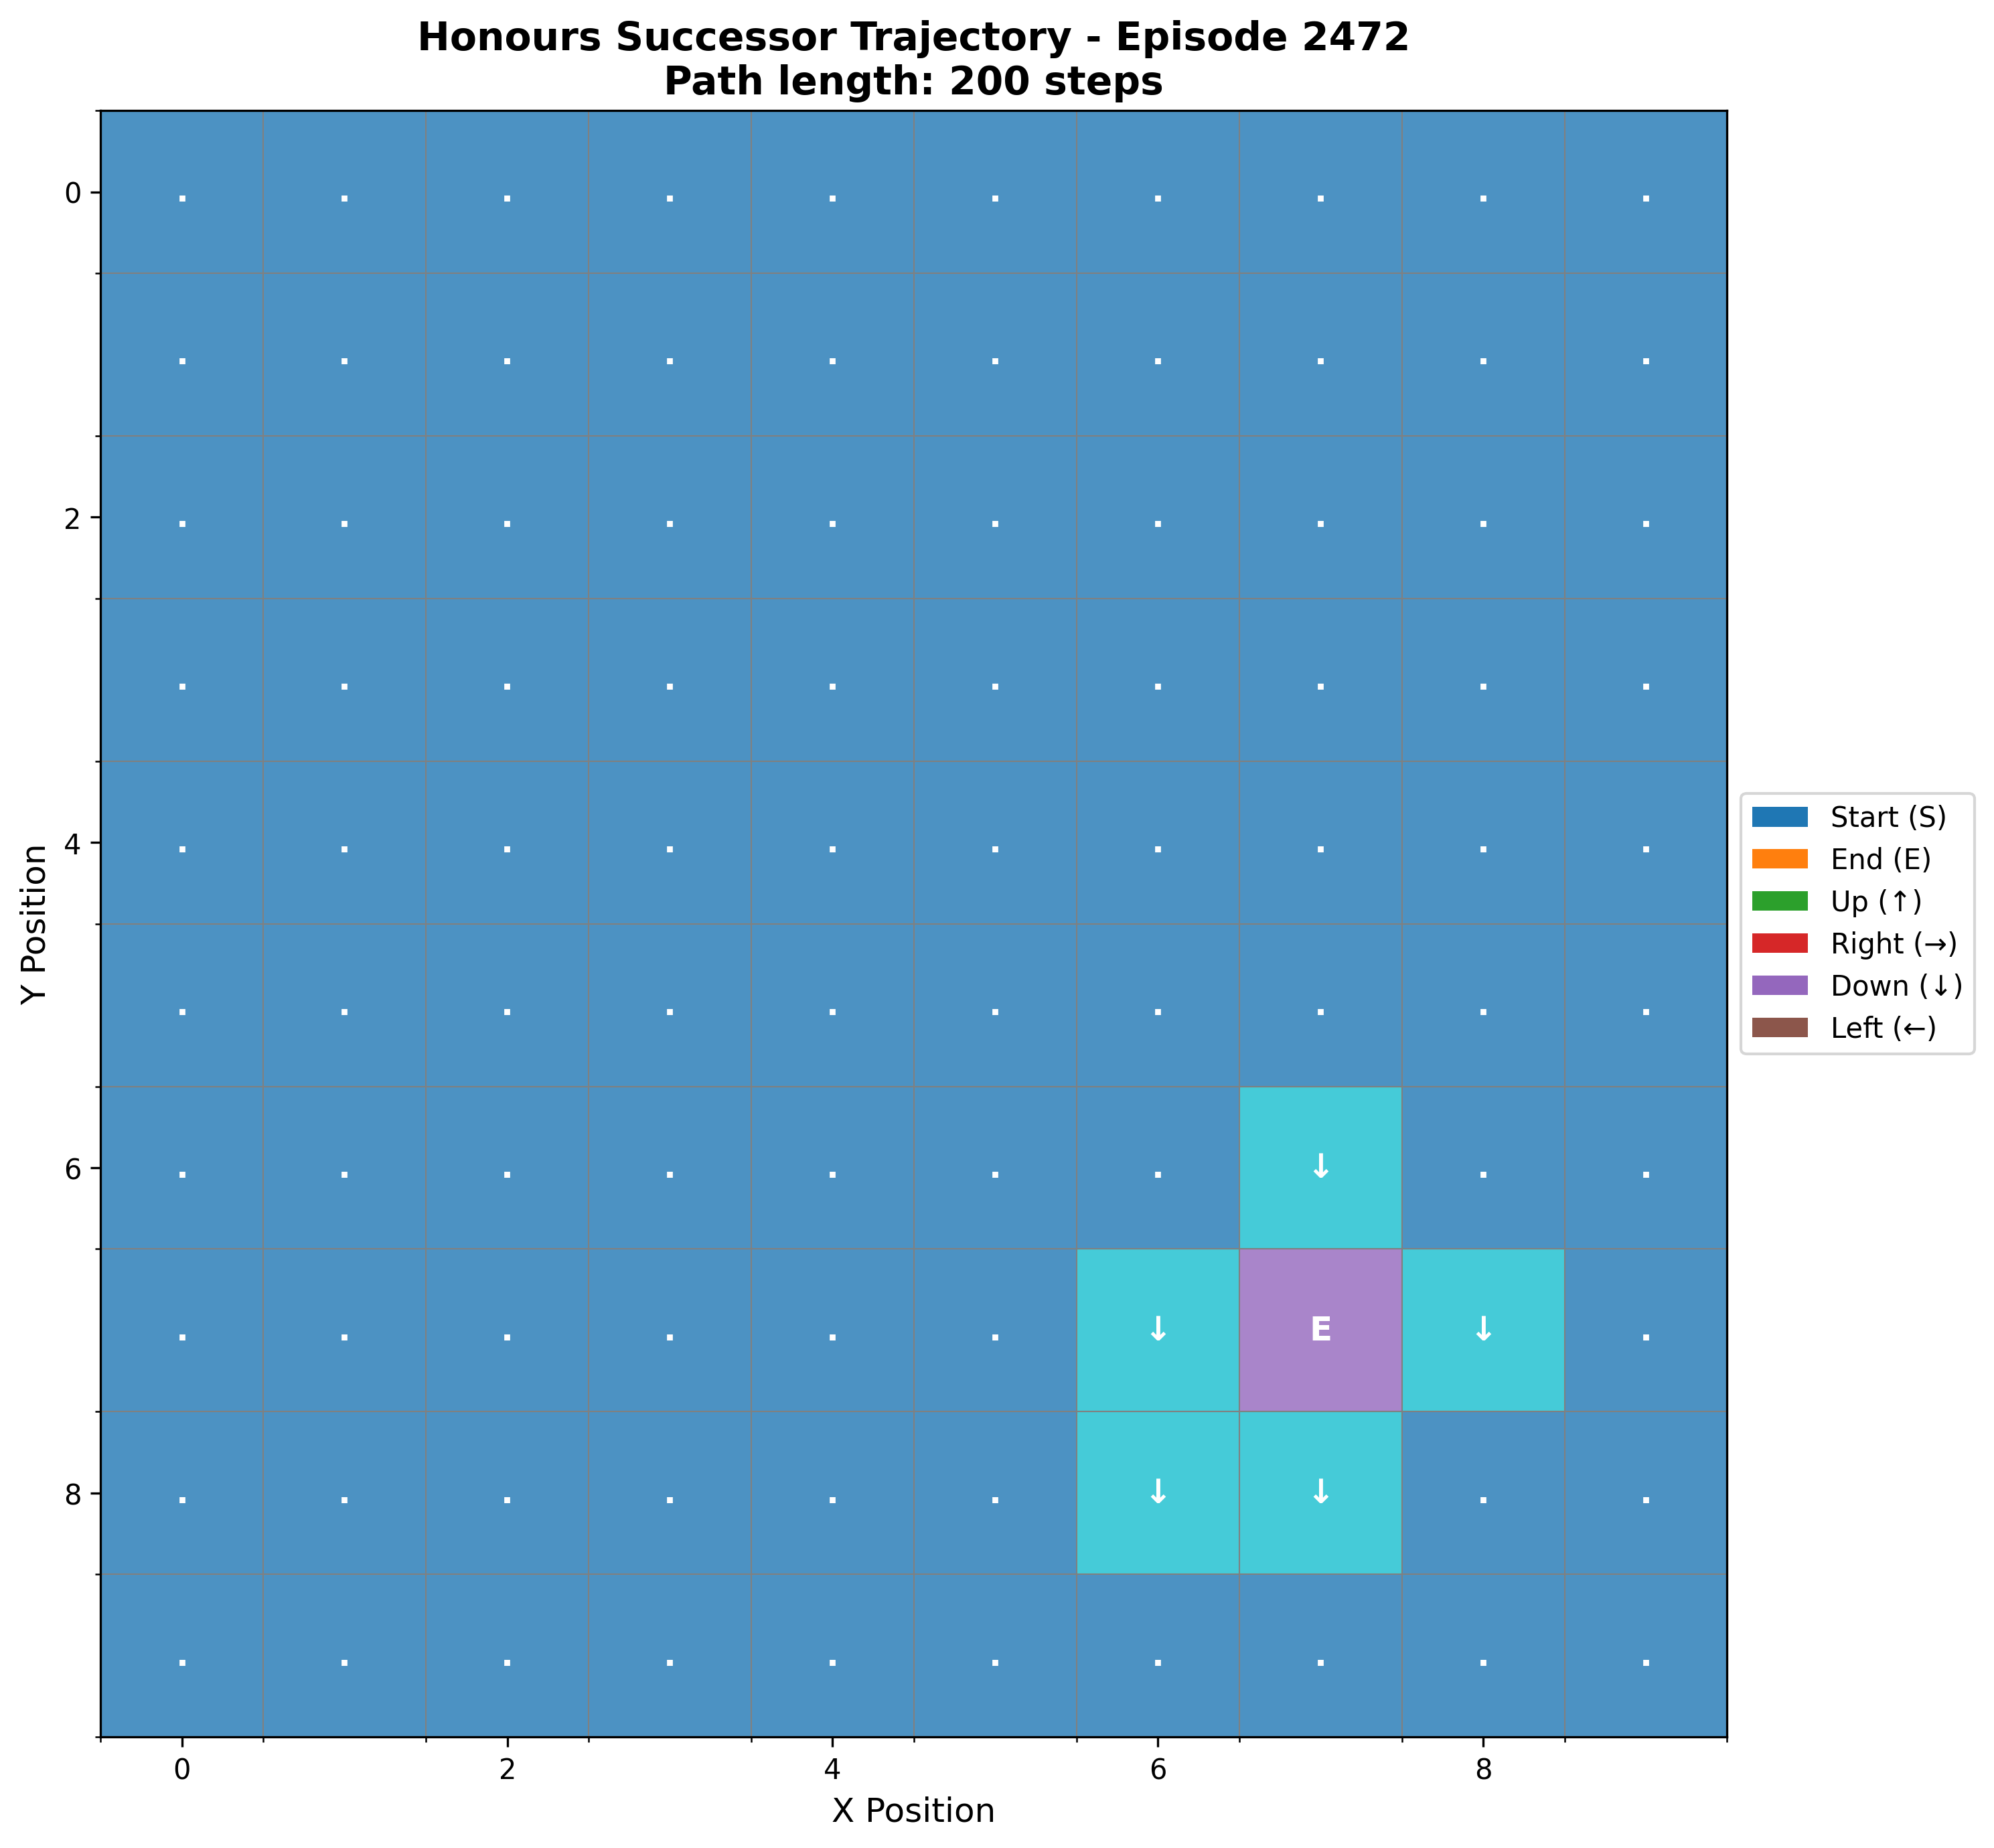 Honours Successor Trajectory - Episode 2472
Path length: 200 steps
0
2
4
6
8
Y Position
↓
↓ E ↓
↓ ↓
0 2 4 6 8
X Position
Start (S)
End (E)
Up (↑)
Right (→)
Down (↓)
Left (←)